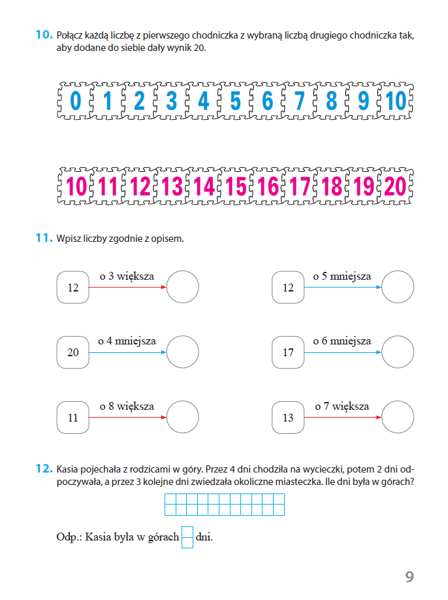 10. Połącz każdą liczbę z pierwszego chodniczka z wybraną liczbą drugiego chodniczka tak,
aby dodane do siebie dały wynik 20.
0 1 2 3 4 5 6 7 8 9 10
10 11 12 13 14 15 16 17 18 19 20
11. Wpisz liczby zgodnie z opisem.
12 o 3 większa
12 o 5 mniejsza
20 o 4 mniejsza
17 o 6 mniejsza
11 o 8 większa
13 o 7 większa
12. Kasia pojechała z rodzicami w góry. Przez 4 dni chodziła na wycieczki, potem 2 dni od-
poczywała, a przez 3 kolejne dni zwiedzała okoliczne miasteczka. Ile dni była w górach?
Odp.: Kasia była w górach dni.
9